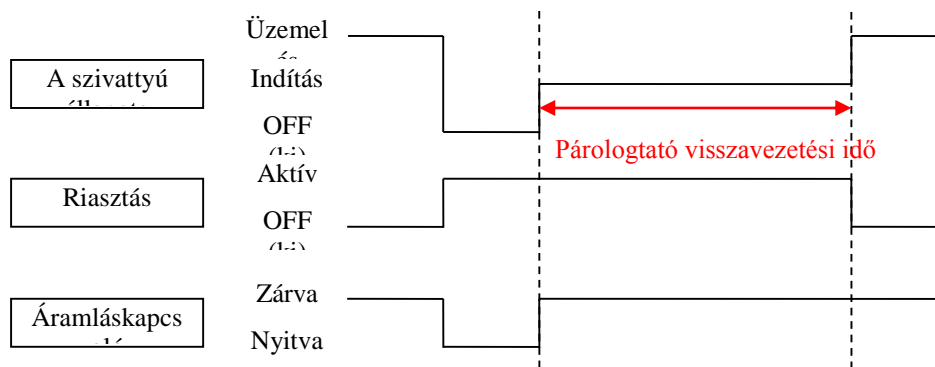 Üzemel
A szivattyú
Indítás
OFF
Párologtató visszavezetési idő
Aktív
Riasztás
OFF
Zárva
Áramláskapcs
Nyitva